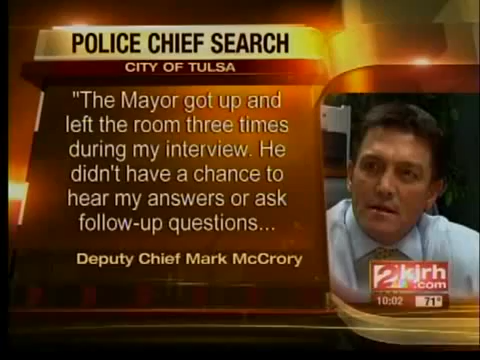 POLICE CHIEF SEARCH
CITY OF TULSA
"The Mayor got up and
left the room three times
during my interview. He
didn't have a chance to
hear my answers or ask
follow-up questions...
Deputy Chief Mark McCrory
2kjrh
.com
10:02 71°